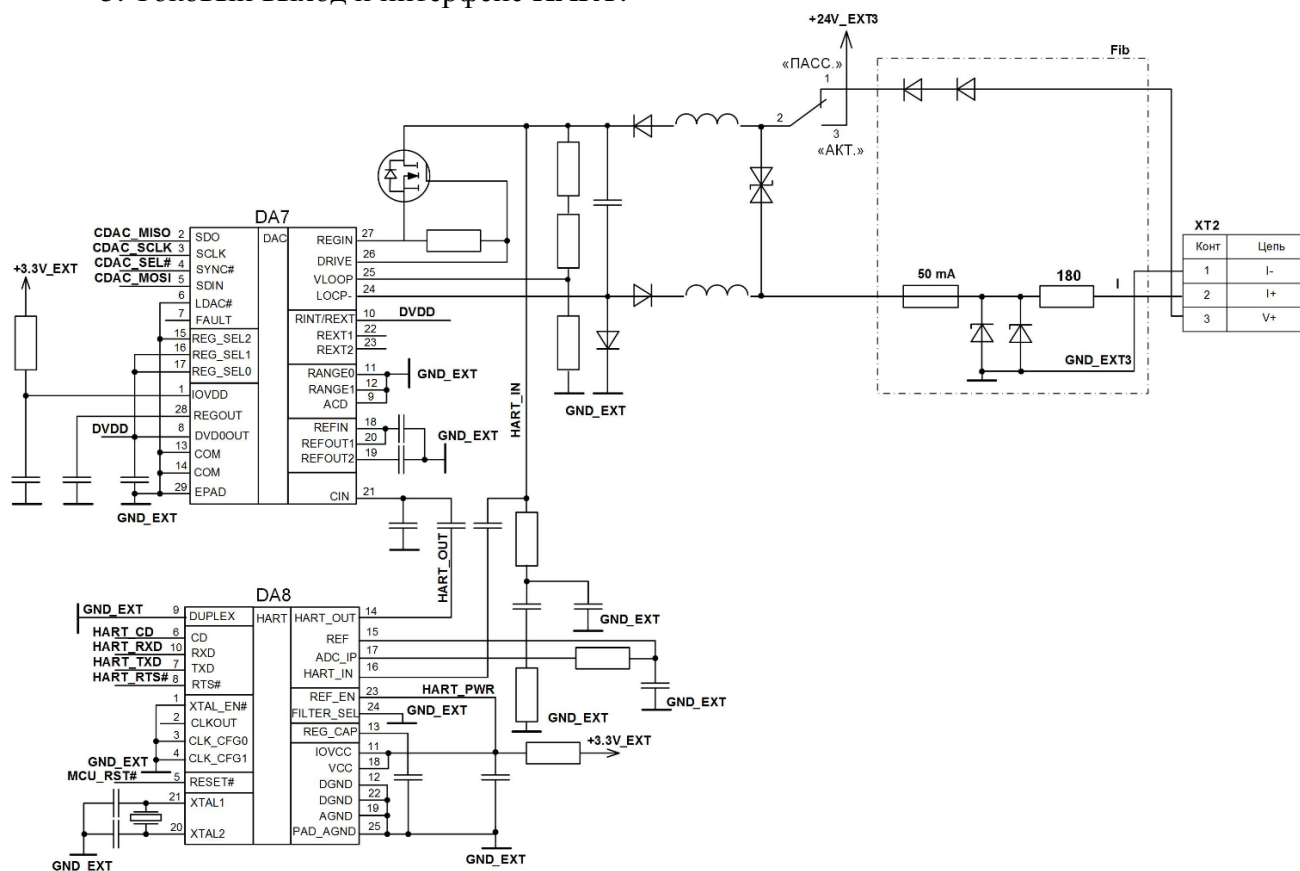 +24V_EXT3
Fib
«ПАСС.»
1
2
3
«АКТ.»
DA7
DAC
CDAC_MISO 2 SDO
CDAC_SCLK 3 SCLK
CDAC_SEL# 4 SYNC#
CDAC_MOSI 5 SDIN
6 LDAC#
7 FAULT
15 REG_SEL2
16 REG_SEL1
17 REG_SEL0
+3.3V_EXT
1 IOVDD
28 REGOUT
DVDD 8 DVD0OUT
13 COM
14 COM
29 EPAD
GND_EXT
REGIN 27
DRIVE 26
VLOOP 25
LOCP- 24
RINT/REXT 10 DVDD
REXT1 22
REXT2 23
RANGE0 11
RANGE1 12
ACD 9
GND_EXT
REFIN 18
REFOUT1 20
REFOUT2 19
GND_EXT
CIN 21
HART_IN
GND_EXT
50 mA
180
I
GND_EXT3
XT2
Конт Цепь
1 I-
2 I+
3 V+
HART_OUT
DA8
HART
GND_EXT 9 DUPLEX
HART_CD 6 CD
HART_RXD 10 RXD
HART_TXD 7 TXD
HART_RTS# 8 RTS#
1 XTAL_EN#
2 CLKOUT
3 CLK_CFG0
4 CLK_CFG1
GND_EXT
MCU_RST# 5 RESET#
21 XTAL1
20 XTAL2
GND_EXT
HART_OUT 14
REF 15
ADC_IP 17
HART_IN 16
REF_EN 23 HART_PWR
FILTER_SEL 24 GND_EXT
REG_CAP 13
IOVCC 11
VCC 18
DGND 12
DGND 22
AGND 19
PAD_AGND 25
GND_EXT
GND_EXT
GND_EXT
GND_EXT
+3.3V_EXT